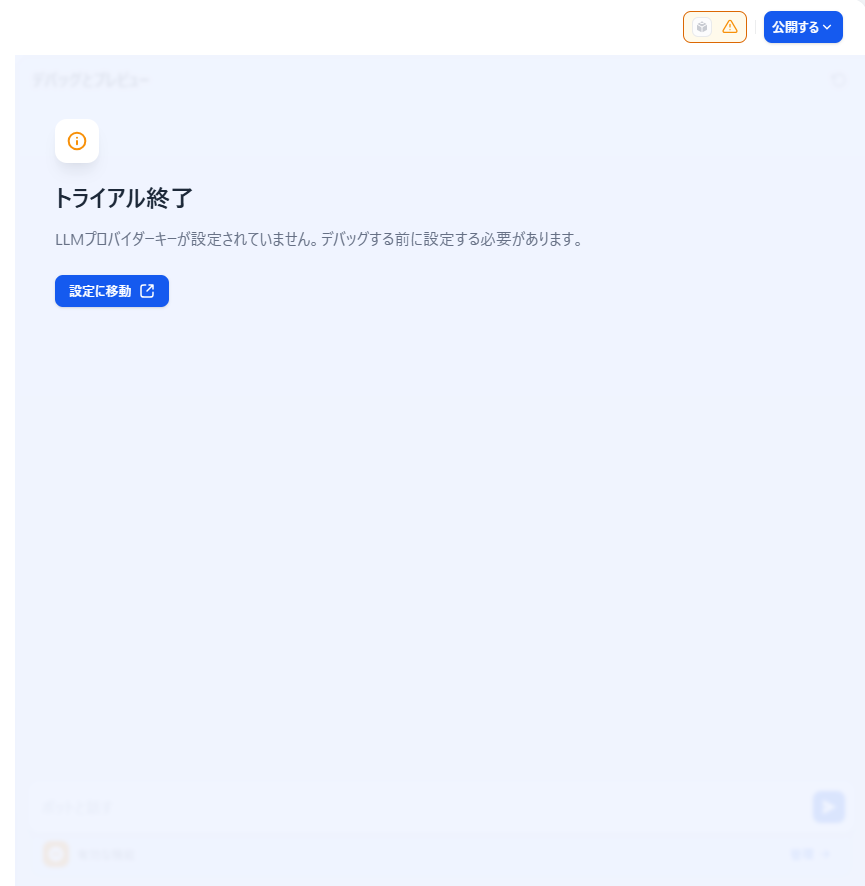 公開する
デバッグとプレビュー
トライアル終了
LLMプロバイダーキーが設定されていません。デバッグする前に設定する必要があります。
設定に移動